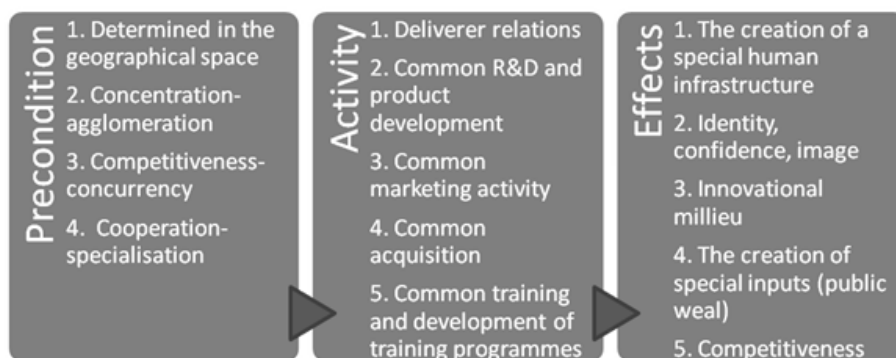 Precondition
1. Determined in the
geographical space
2. Concentration-
agglomeration
3. Competitiveness-
concurrency
4. Cooperation-
specialisation
Activity
1. Deliverer relations
2. Common R&D and
product
development
3. Common
marketing activity
4. Common
acquisition
5. Common training
and development of
training programmes
Effects
1. The creation of a
special human
infrastructure
2. Identity,
confidence, image
3. Innovational
millieu
4. The creation of
special inputs (public
weal)
5. Competitiveness